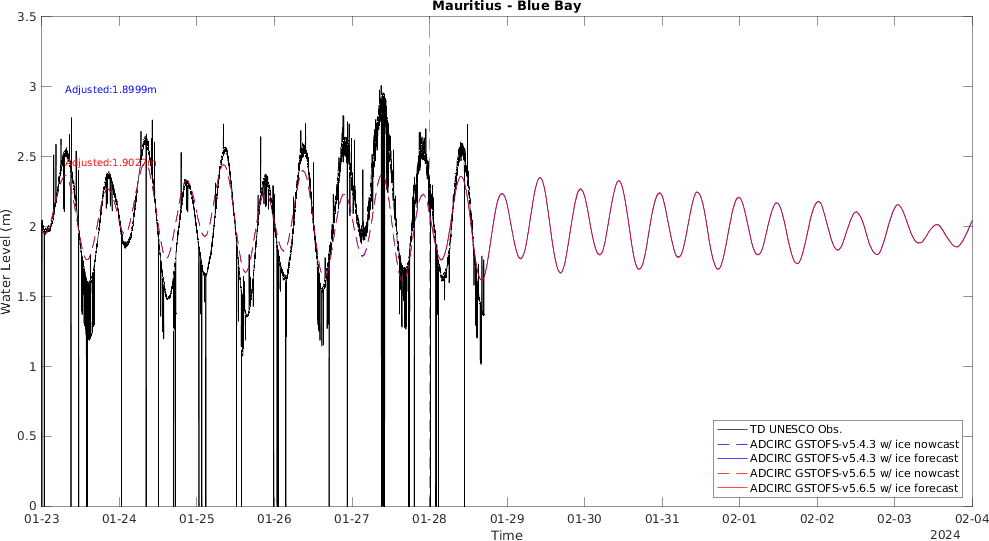 Mauritius - Blue Bay
3.5
3
2.5
2
1.5
1
0.5
0
Water Level (m)
Adjusted:1.8999m
Adjusted:1.902
TD UNESCO Obs.
ADCIRC GSTOFS-v5.4.3 w/ ice nowcast
ADCIRC GSTOFS-v5.4.3 w/ ice forecast
ADCIRC GSTOFS-v5.6.5 w/ ice nowcast
ADCIRC GSTOFS-v5.6.5 w/ ice forecast
01-23 01-24 01-25 01-26 01-27 01-28 01-29 01-30 01-31 02-01 02-02 02-03 02-04
Time
2024